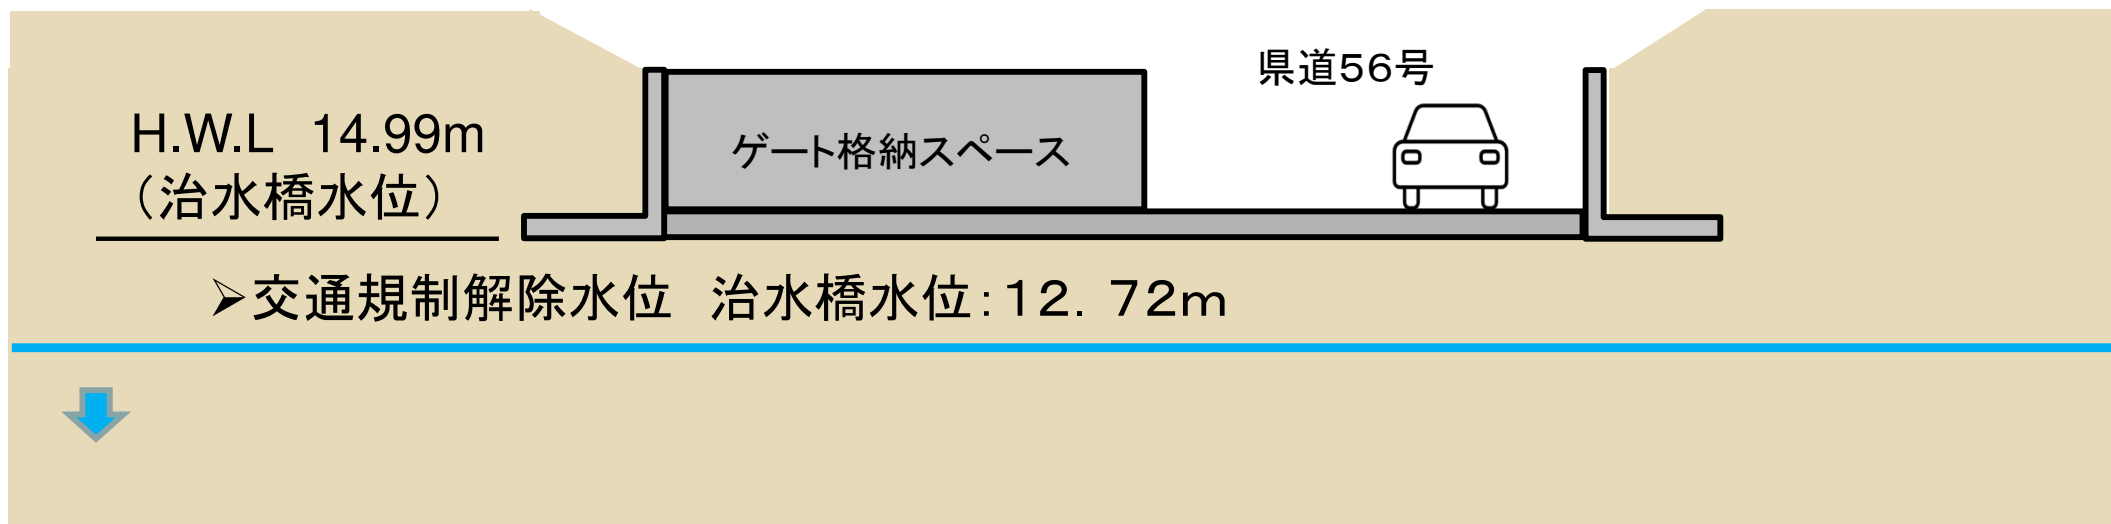 県道56号
H.W.L　14.99m
ゲート格納スペース
（治水橋水位）
➢交通規制解除水位　治水橋水位：１２．７２ｍ